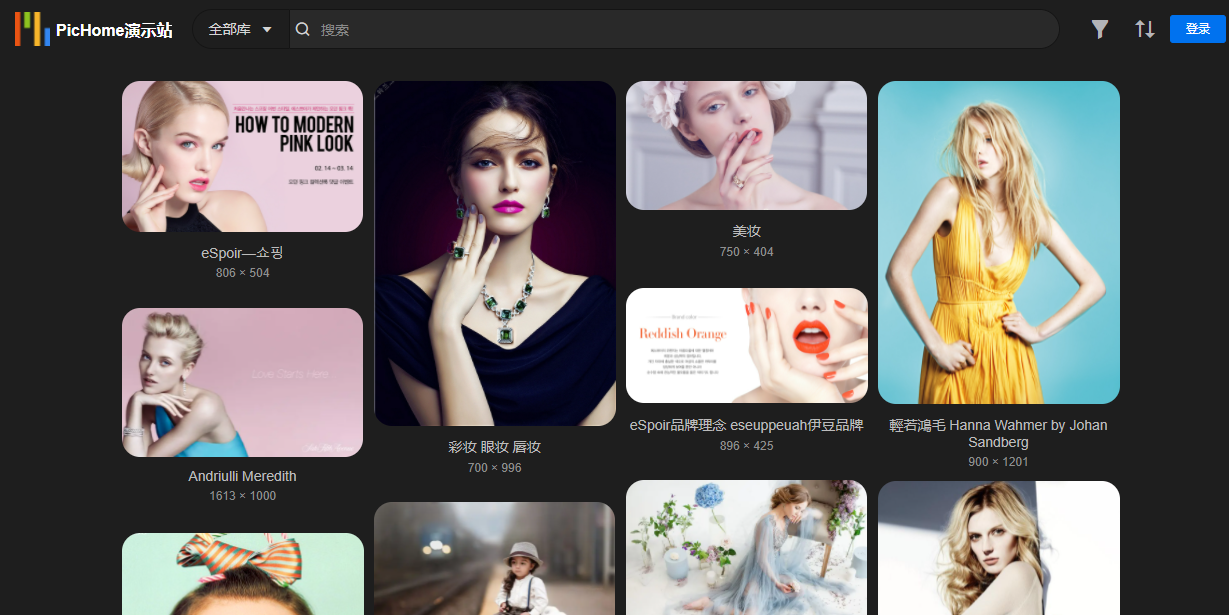 PicHome演示站
全部库
搜索
登录
HOW TO MODERN
PINK LOOK
02. 14 ~ 03. 14
eSpoir—쇼핑
806 × 504
彩妆 眼妆 唇妆
700 × 996
美妆
750 × 404
Reddish Orange
eSpoir品牌理念 eseuppeuah伊豆品牌
896 × 425
輕若鴻毛 Hanna Wahmer by Johan
Sandberg
900 × 1201
Love Starts Here
Andriulli Meredith
1613 × 1000